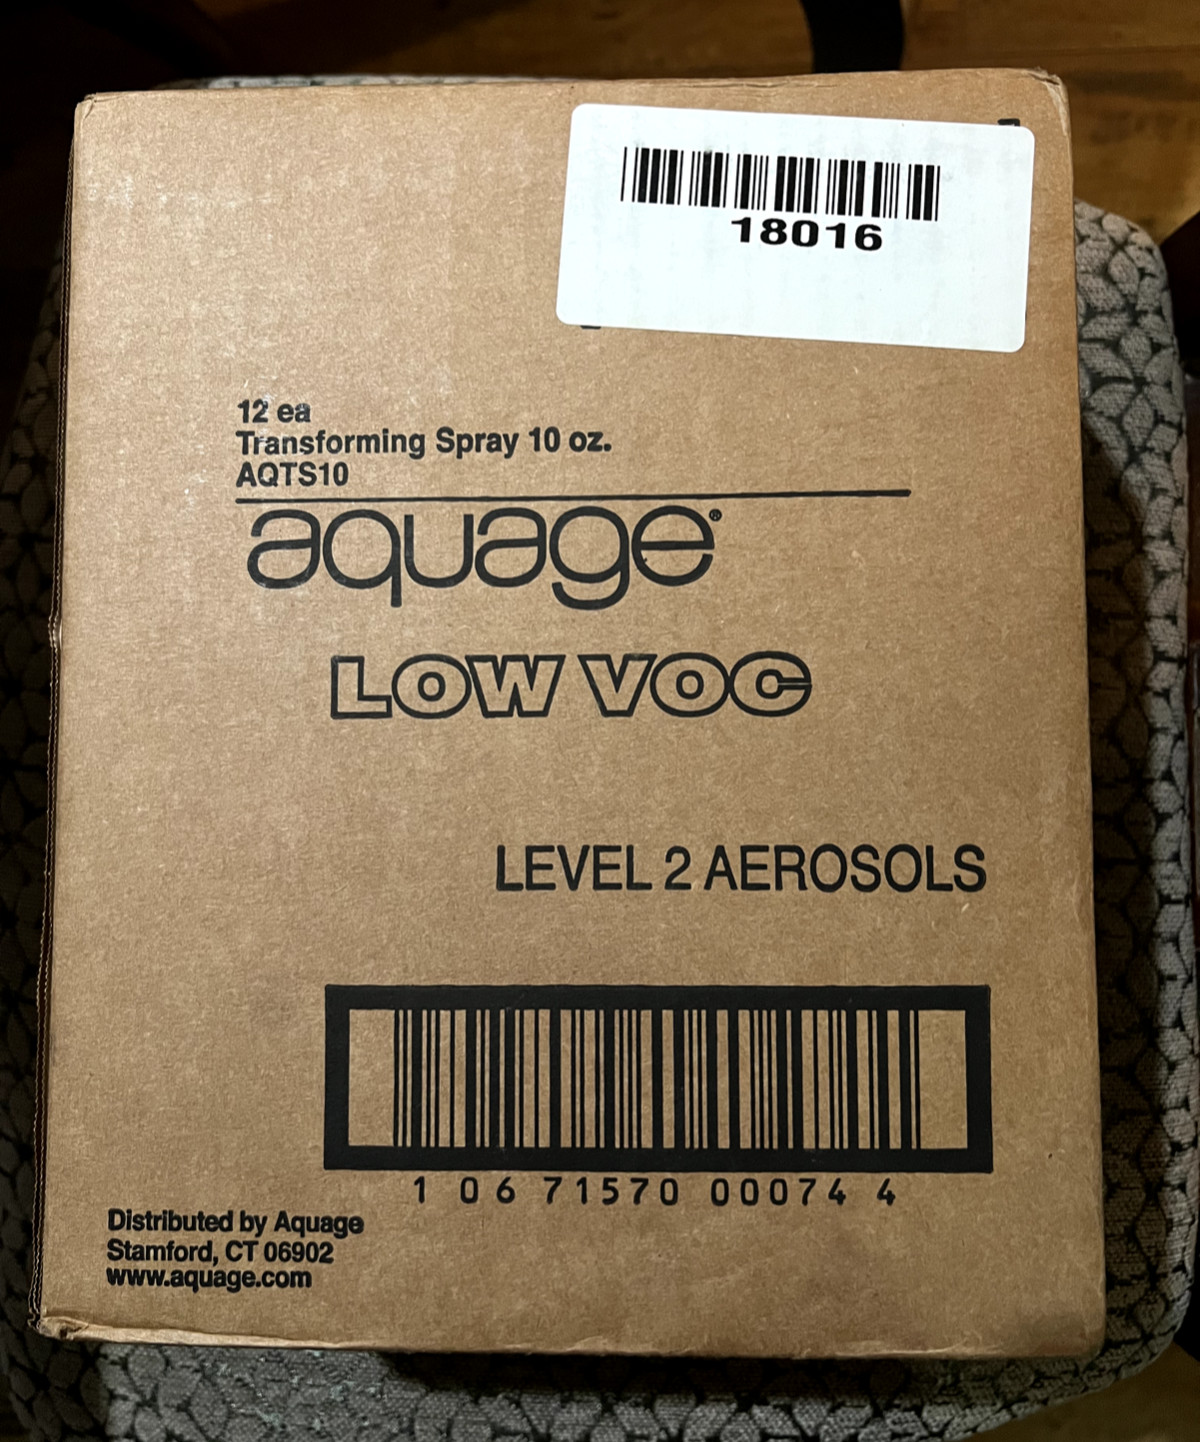 18016
12 ea
Transforming Spray 10 oz.
AQTS10
aquage®
LOW VOC
LEVEL 2 AEROSOLS
1 06 71570 00074 4
Distributed by Aquage
Stamford, CT 06902
www.aquage.com